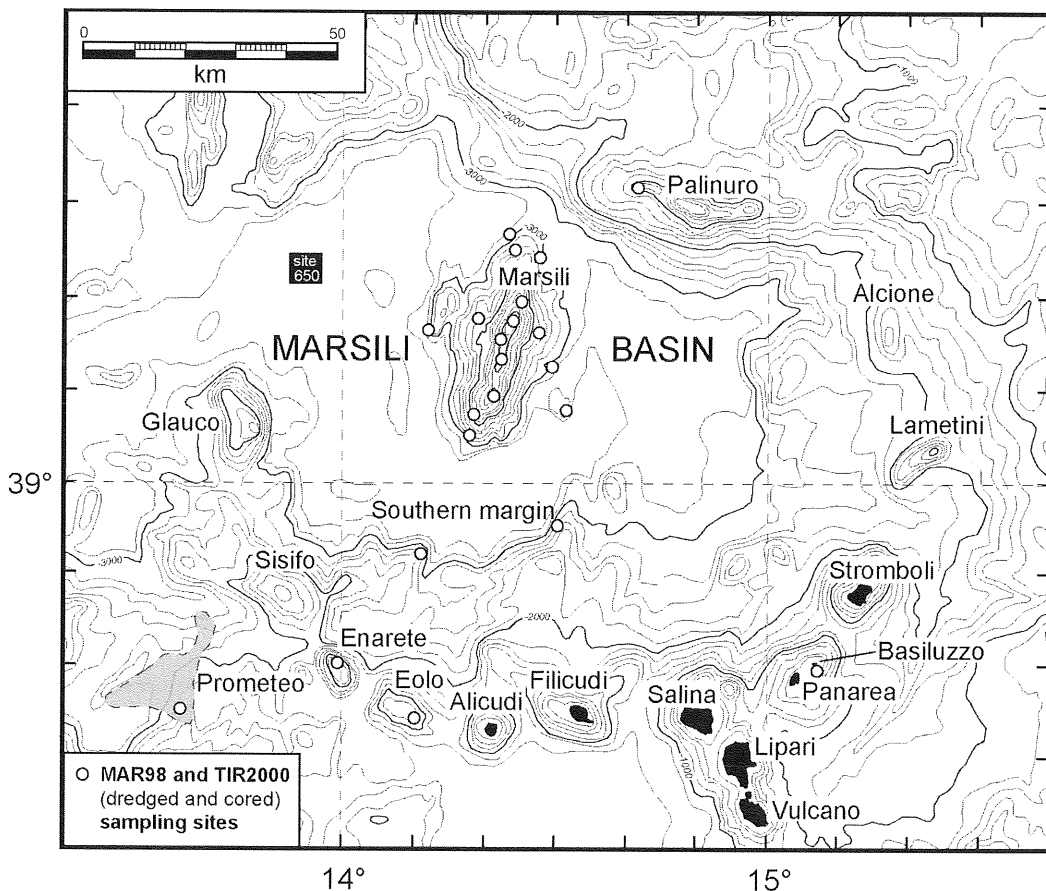 0 50
km
-2000
-1000
Palinuro
-3000
-3000
site
650
Marsili
Alcione
MARSILI BASIN
Glauco
Lametini
39°
Southern margin
-3000
Sisifo
Stromboli
-2000
Enarete
Basiluzzo
Prometeo
Eolo
Alicudi
Filicudi
Salina
Panarea
Lipari
-1000
Vulcano
MAR98 and TIR2000
(dredged and cored)
sampling sites
14° 15°